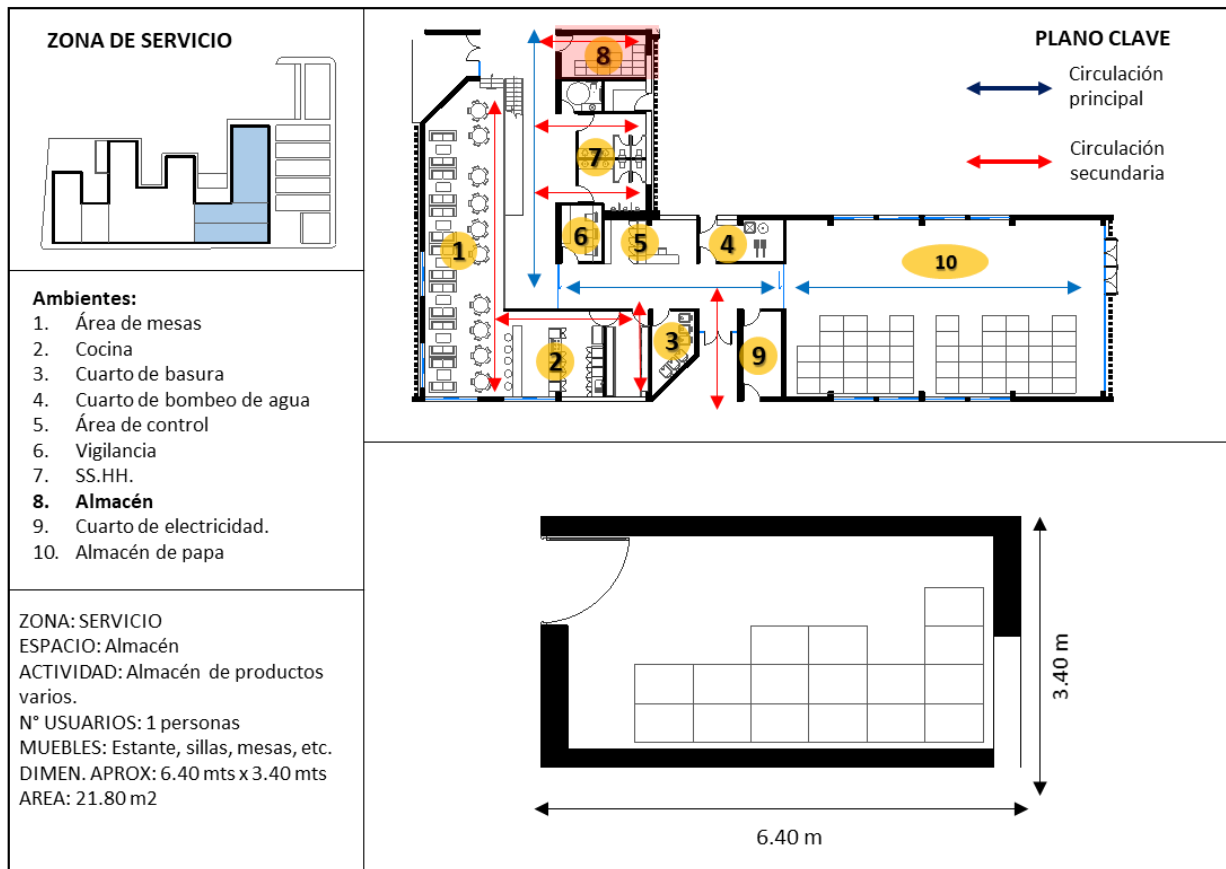 ZONA DE SERVICIO
Ambientes:
1. Área de mesas
2. Cocina
3. Cuarto de basura
4. Cuarto de bombeo de agua
5. Área de control
6. Vigilancia
7. SS.HH.
8. Almacén
9. Cuarto de electricidad.
10. Almacén de papa
ZONA: SERVICIO
ESPACIO: Almacén
ACTIVIDAD: Almacén de productos
varios.
N° USUARIOS: 1 personas
MUEBLES: Estante, sillas, mesas, etc.
DIMEN. APROX: 6.40 mts x 3.40 mts
AREA: 21.80 m2
PLANO CLAVE
Circulación
principal
Circulación
secundaria
8
7
6
5
4
10
1
3
2
9
3.40 m
6.40 m